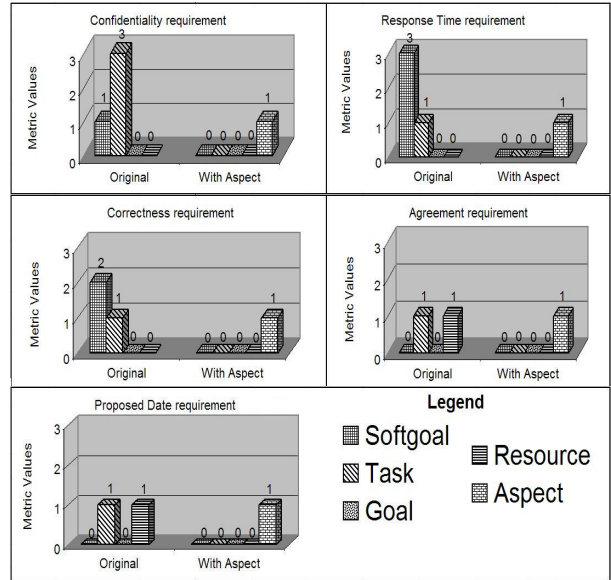 Confidentiality requirement
Metric Values
3
2
1
0
1 3 0 0 0 0 0 0 1
Original With Aspect
Response Time requirement
Metric Values
3
2
1
0
3 1 0 0 0 0 0 0 1
Original With Aspect
Correctness requirement
Metric Values
3
2
1
0
2 1 0 0 0 0 0 0 1
Original With Aspect
Agreement requirement
Metric Values
3
2
1
0
0 1 0 1 0 0 0 0 1
Original With Aspect
Proposed Date requirement
Metric Values
3
2
1
0
0 1 0 1 0 0 0 0 1
Original With Aspect
Legend
Softgoal
Task
Goal
Resource
Aspect